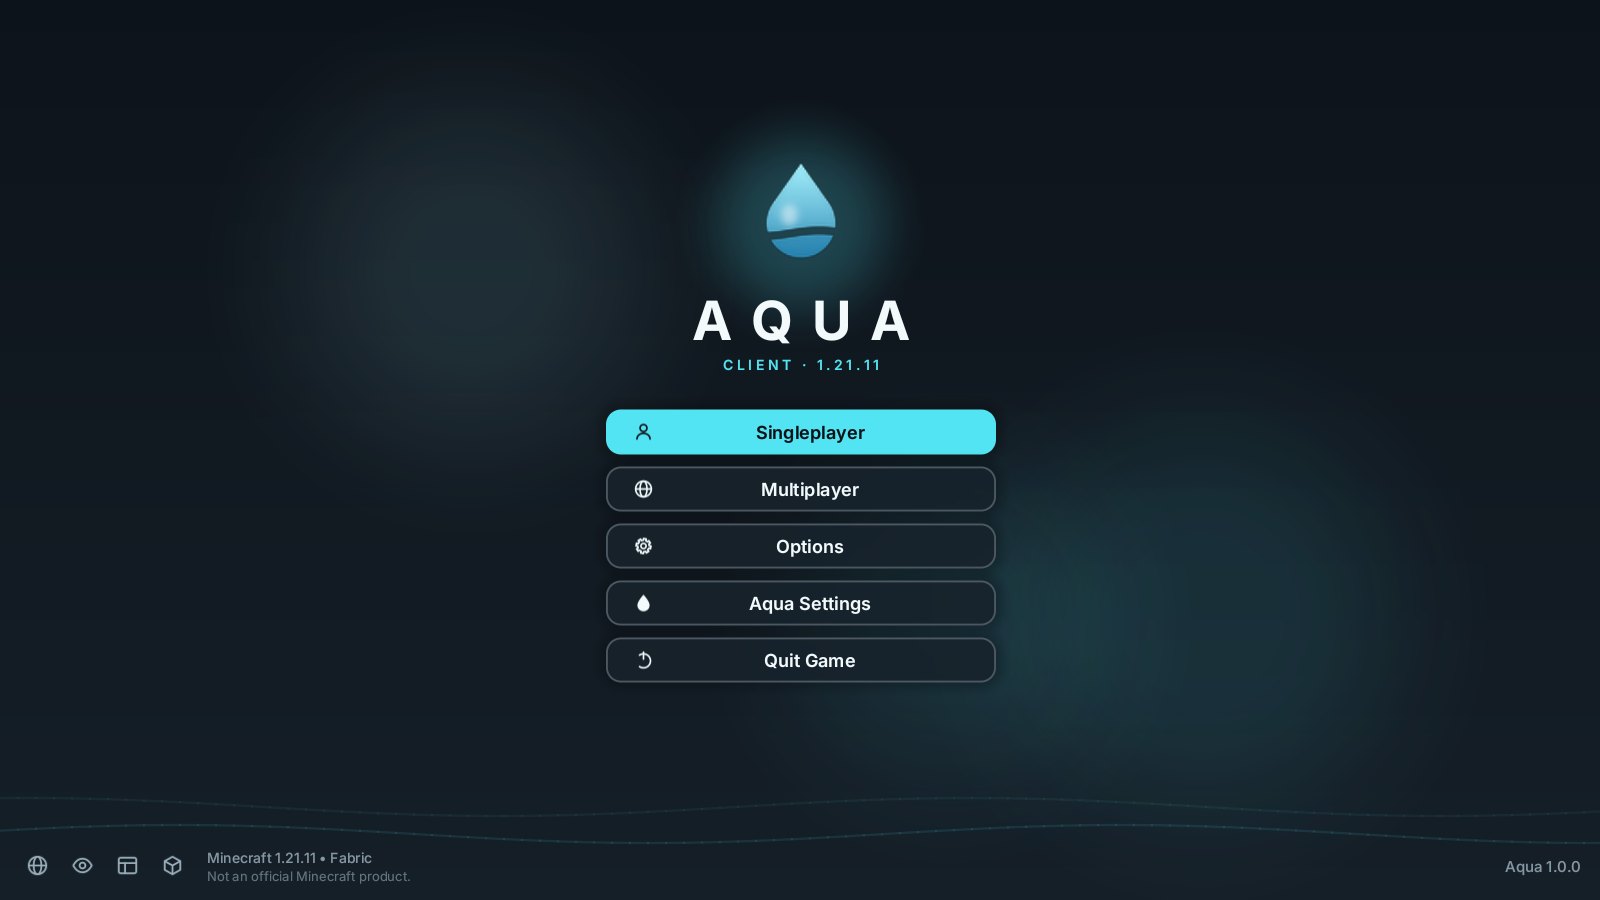 AQUA
CLIENT · 1.21.11
Singleplayer
Multiplayer
Options
Aqua Settings
Quit Game
Minecraft 1.21.11 • Fabric
Not an official Minecraft product.
Aqua 1.0.0